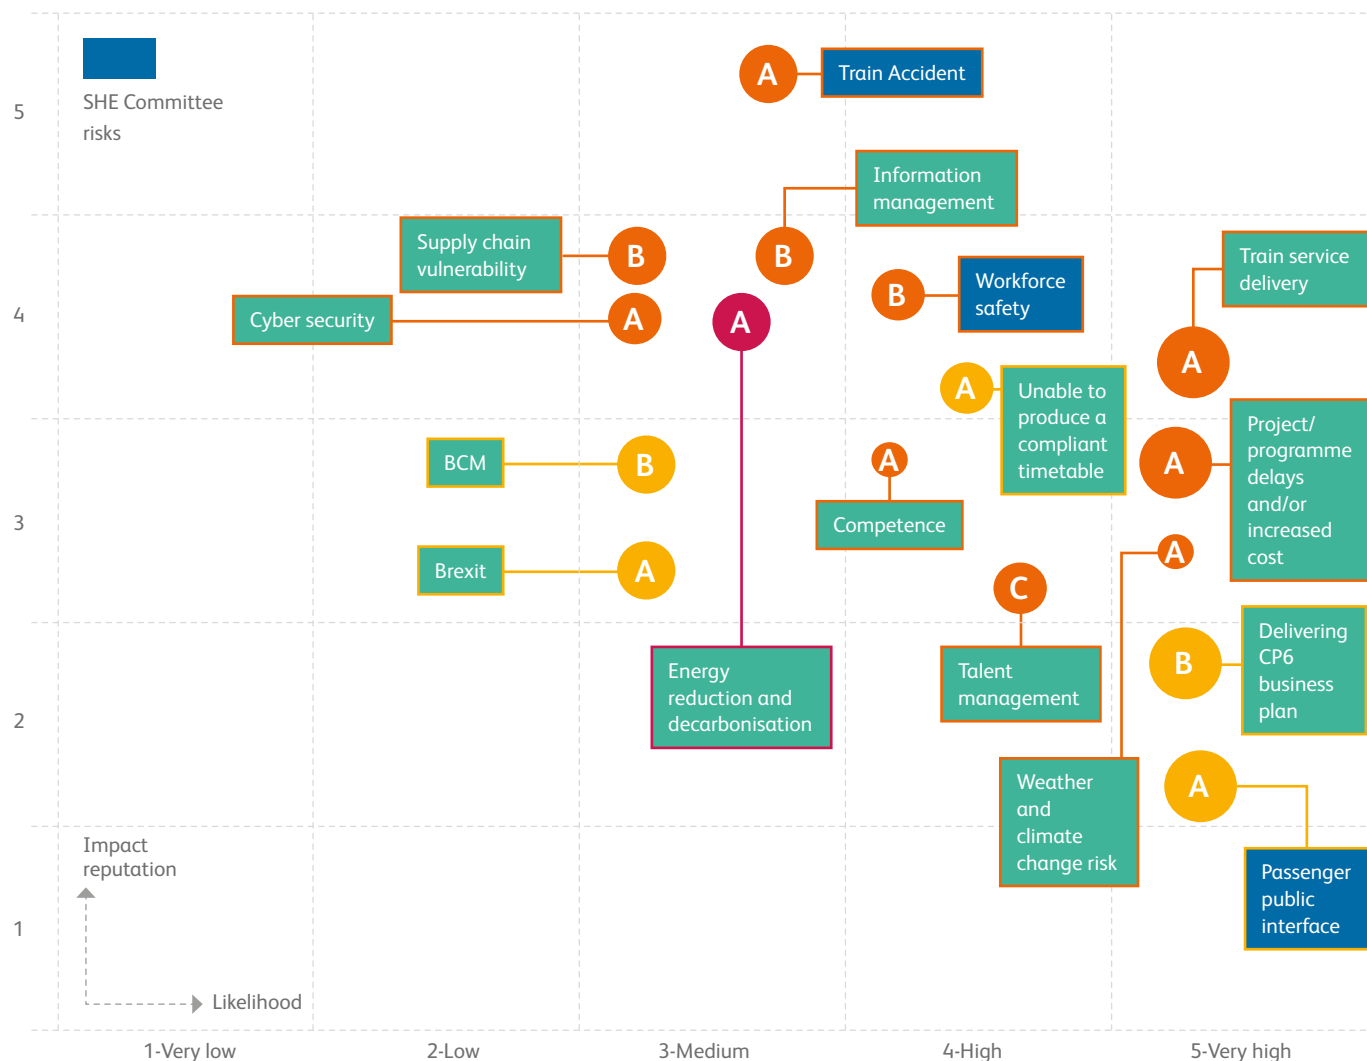 SHE Committee
risks
5
4
3
2
1
A
Train Accident
B
Information
management
Supply chain
vulnerability
B
Cyber security
A
A
Energy
reduction and
decarbonisation
B
Workforce
safety
Train service
delivery
A
A
Unable to
produce a
compliant
timetable
A
Project/
programme
delays
and/or
increased
cost
BCM
B
A
Competence
Brexit
A
A
Weather
and
climate
change risk
C
Talent
management
B
Delivering
CP6
business
plan
A
Passenger
public
interface
Impact
reputation
Likelihood
1-Very low
2-Low
3-Medium
4-High
5-Very high